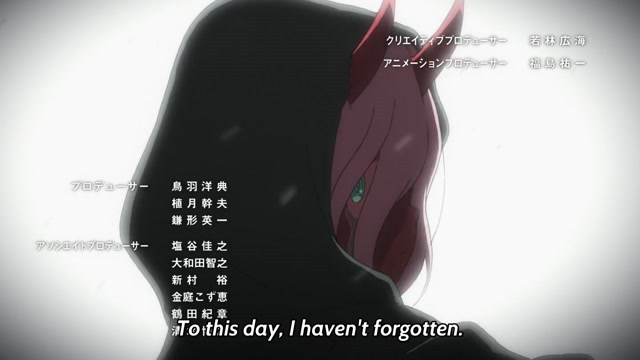 クリエイティブプロデューサー 若林広海
アニメーションプロデューサー 福島祐一
プロデューサー 鳥羽洋典
植月幹夫
鎌形英一
アソシエイトプロデューサー 塩谷佳之
大和田智之
新村 裕
金庭こず恵
鶴田紀章
To this day, I haven't forgotten.